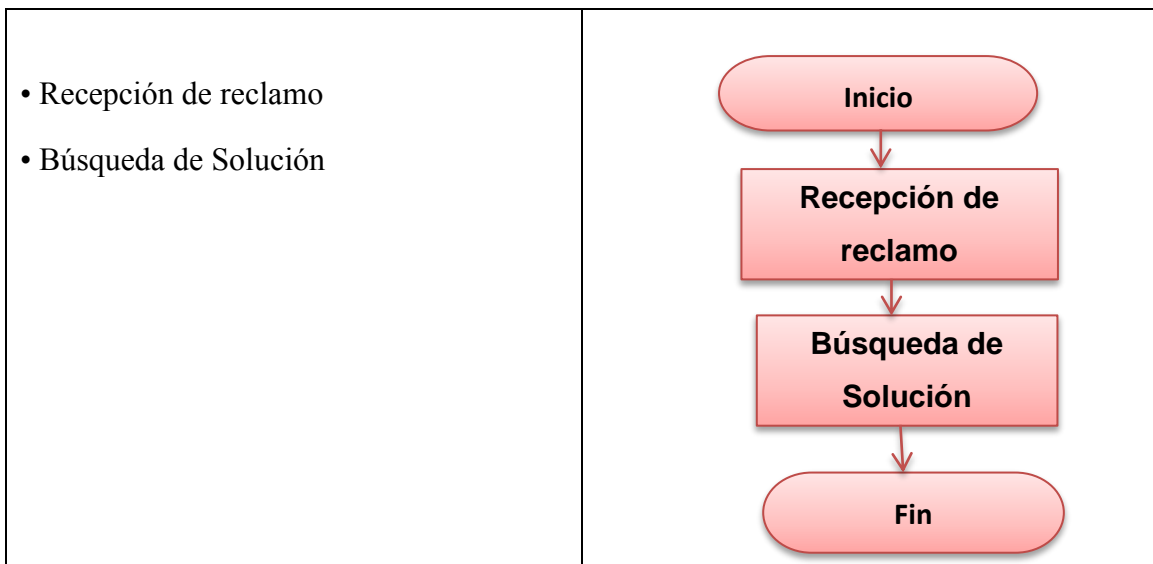 • Recepción de reclamo
• Búsqueda de Solución
Inicio
Recepción de
reclamo
Búsqueda de
Solución
Fin